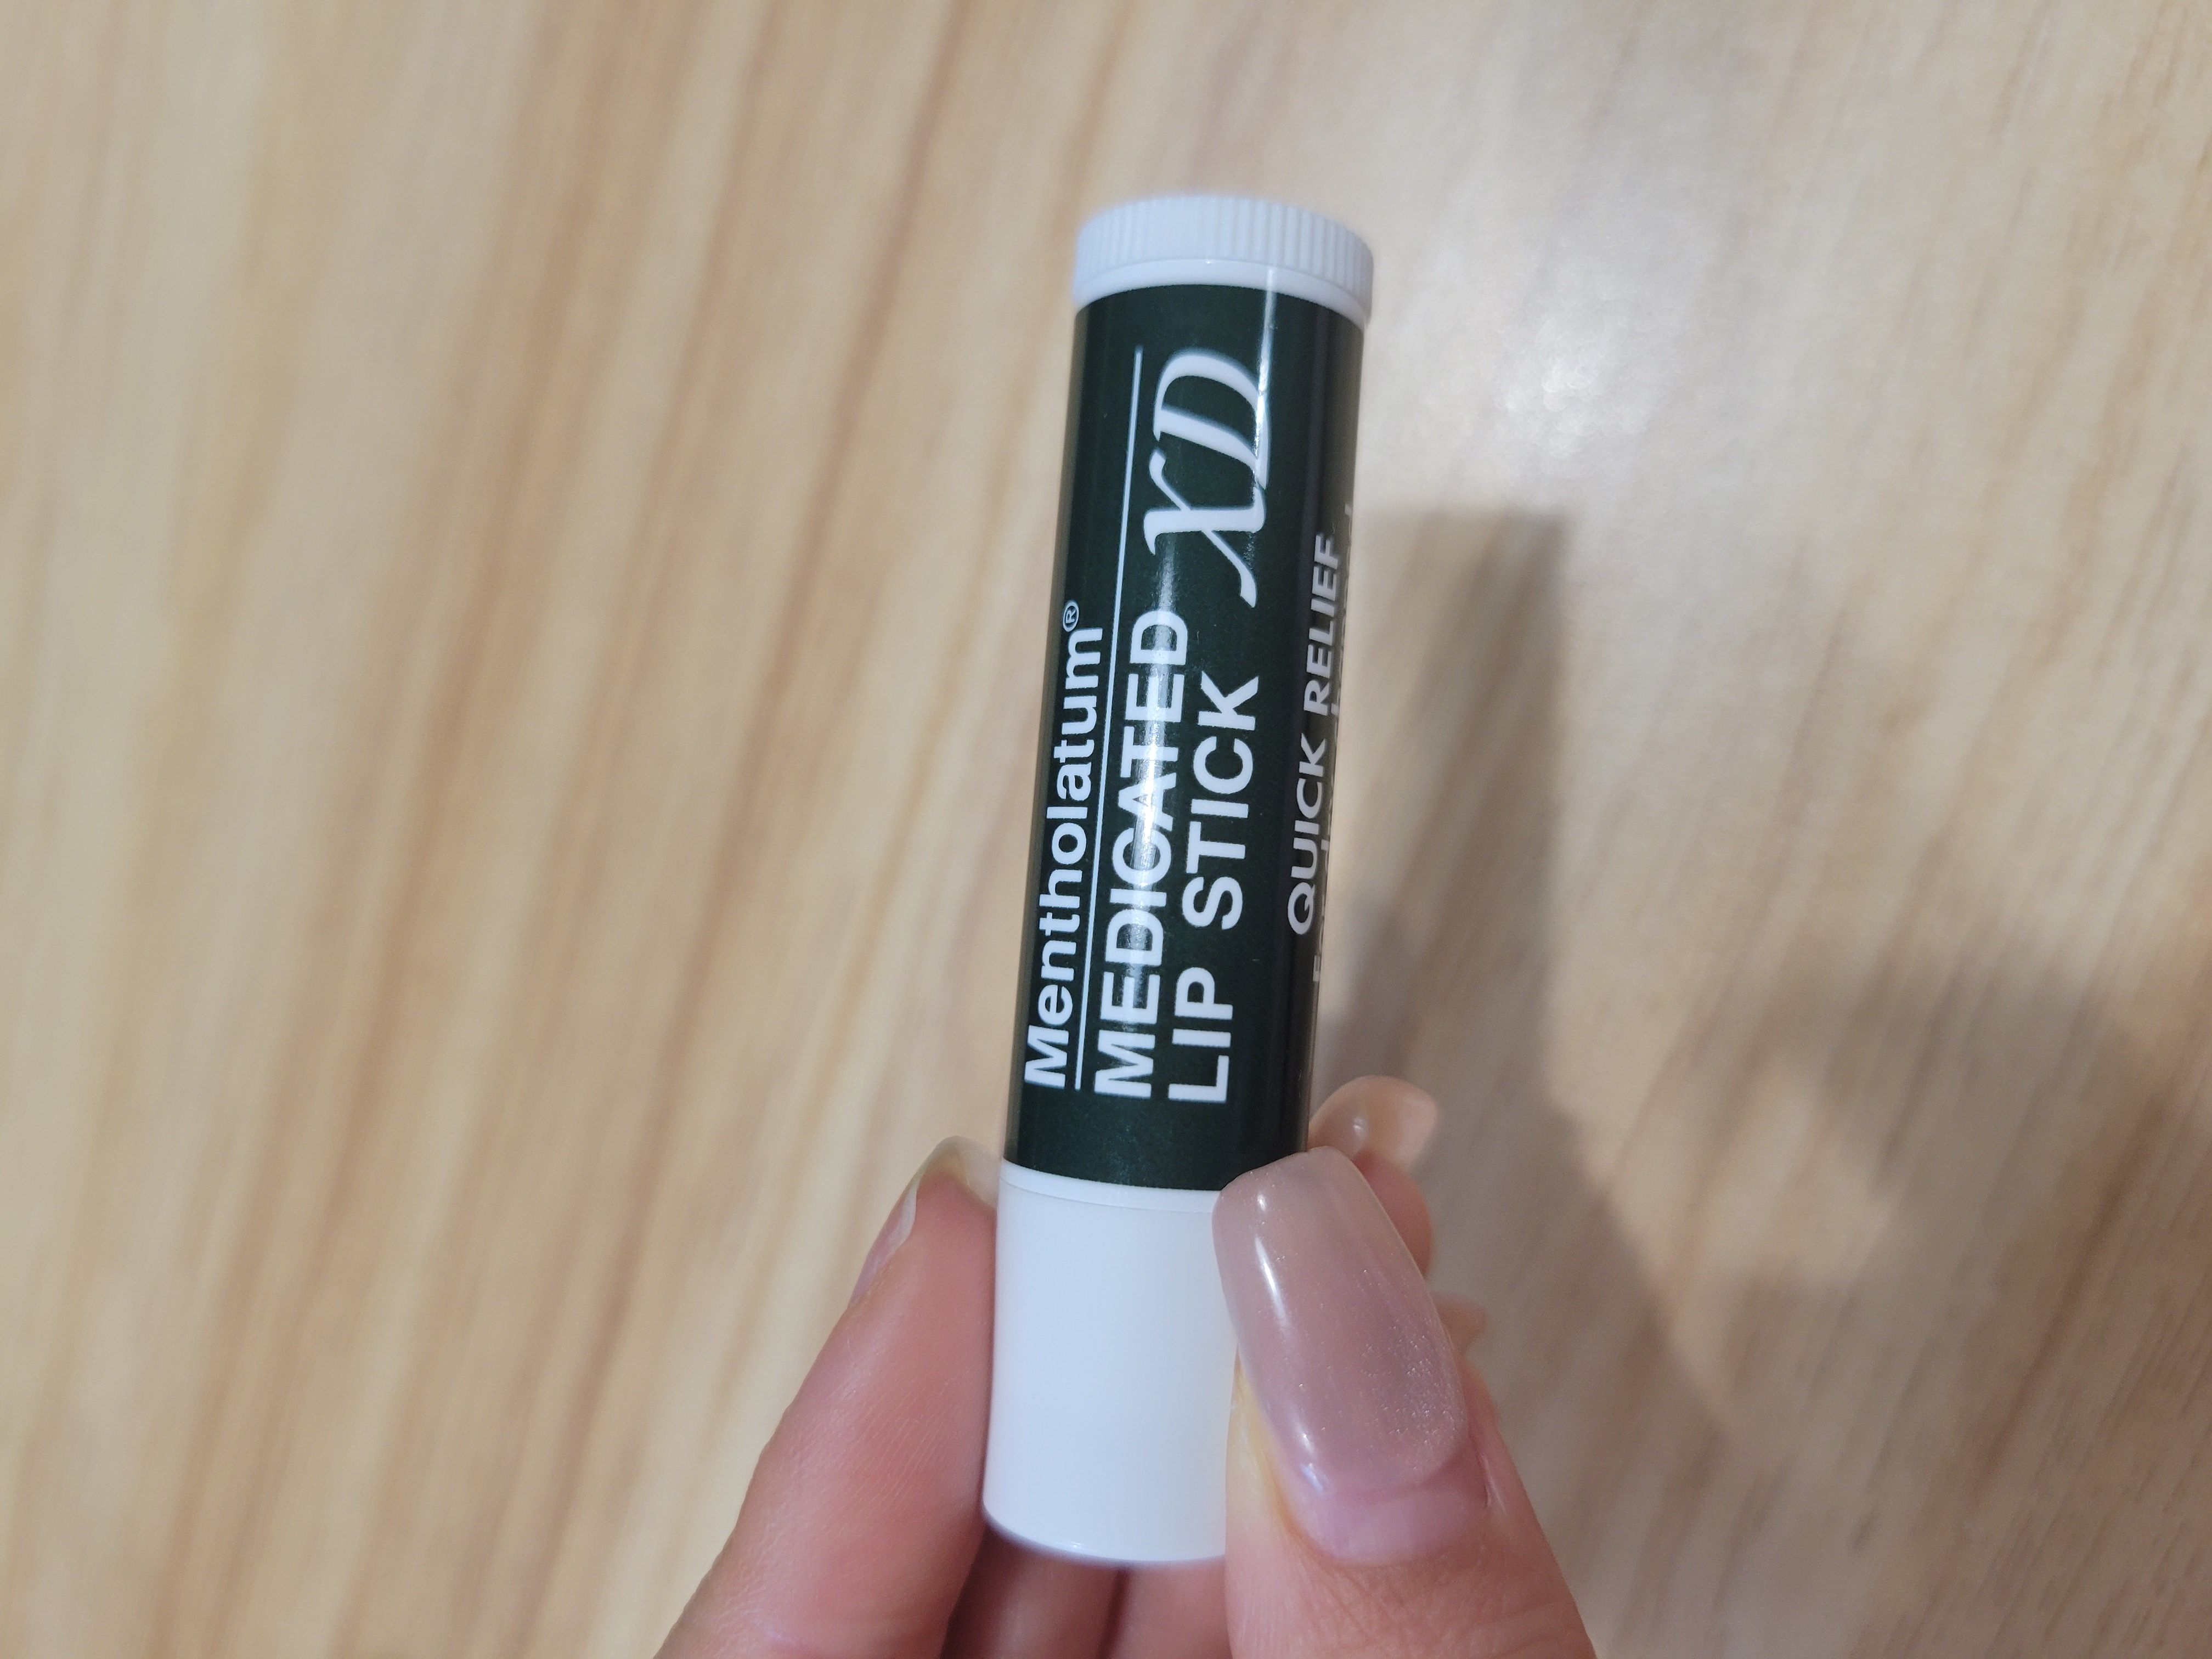 Mentholatum®
MEDICATED
LIP STICK XD
QUICK RELIEF